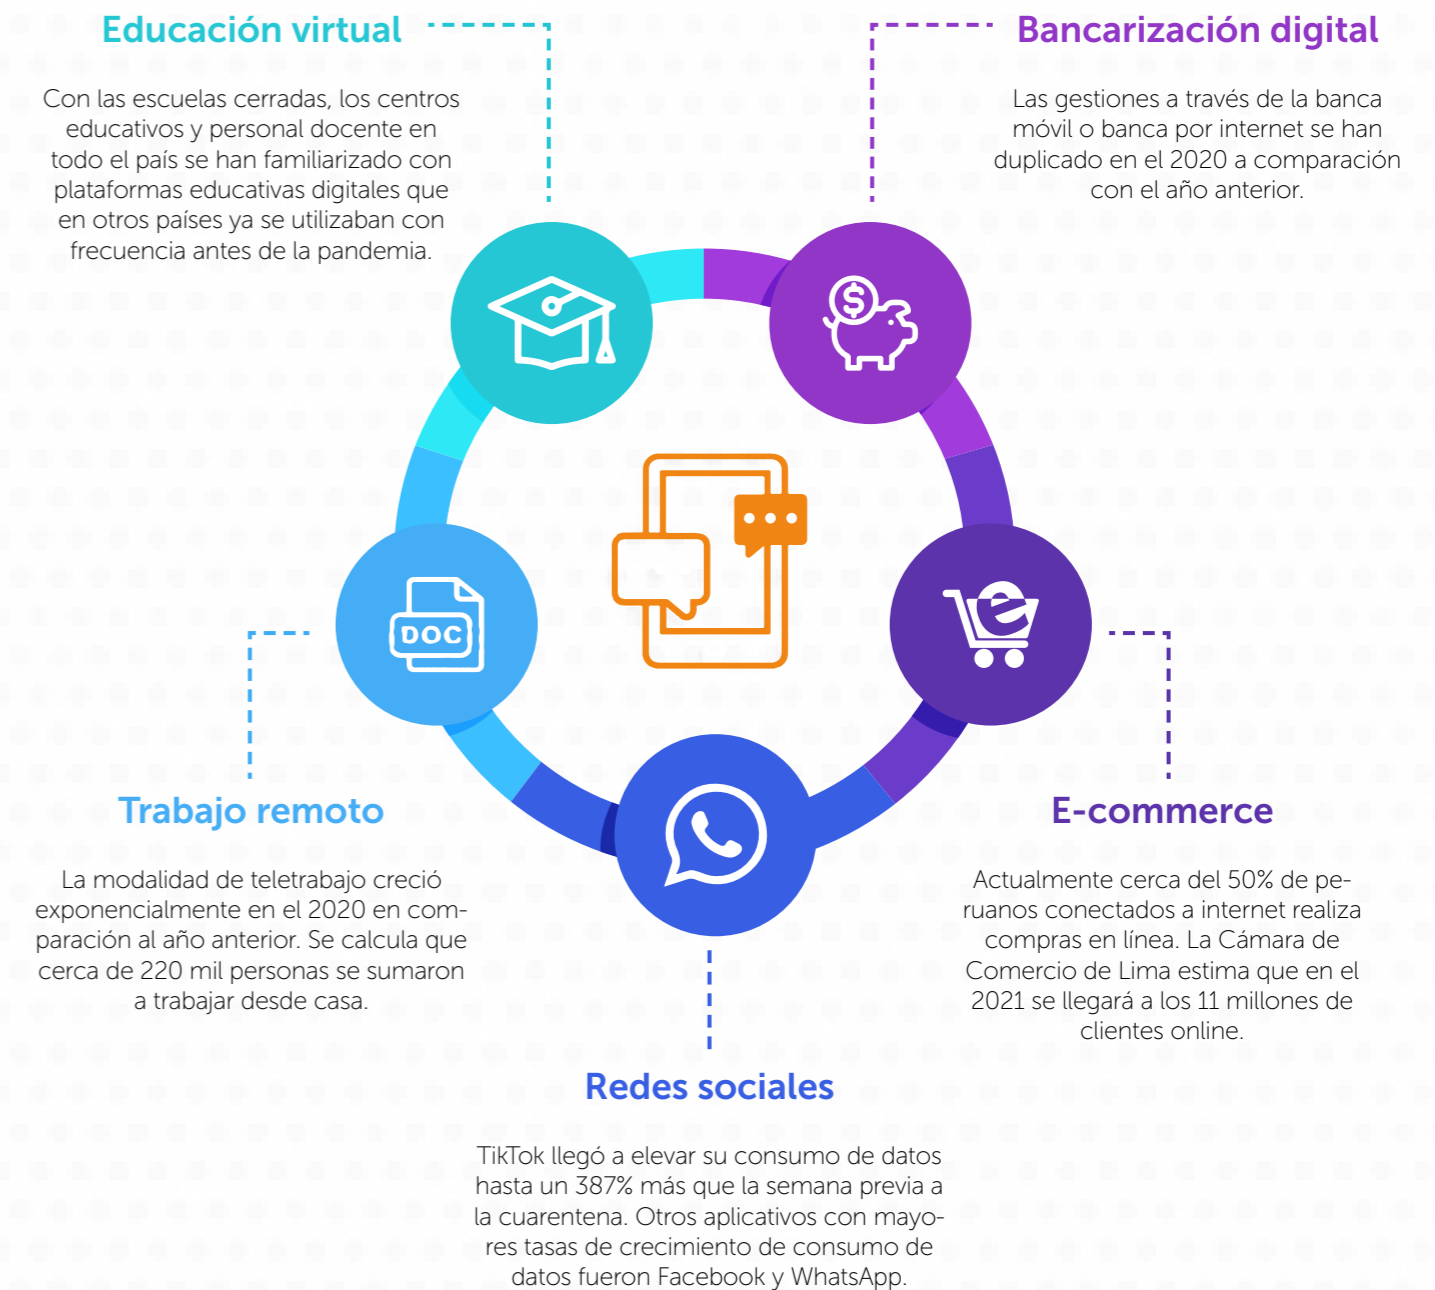 Educación virtual
Con las escuelas cerradas, los centros
educativos y personal docente en
todo el país se han familiarizado con
plataformas educativas digitales que
en otros países ya se utilizaban con
frecuencia antes de la pandemia.
Bancarización digital
Las gestiones a través de la banca
móvil o banca por internet se han
duplicado en el 2020 a comparación
con el año anterior.
$
DOC
e
Trabajo remoto
La modalidad de teletrabajo creció
exponencialmente en el 2020 en com-
paración al año anterior. Se calcula que
cerca de 220 mil personas se sumaron
a trabajar desde casa.
E-commerce
Actualmente cerca del 50% de pe-
ruanos conectados a internet realiza
compras en línea. La Cámara de
Comercio de Lima estima que en el
2021 se llegará a los 11 millones de
clientes online.
Redes sociales
TikTok llegó a elevar su consumo de datos
hasta un 387% más que la semana previa a
la cuarentena. Otros aplicativos con mayo-
res tasas de crecimiento de consumo de
datos fueron Facebook y WhatsApp.